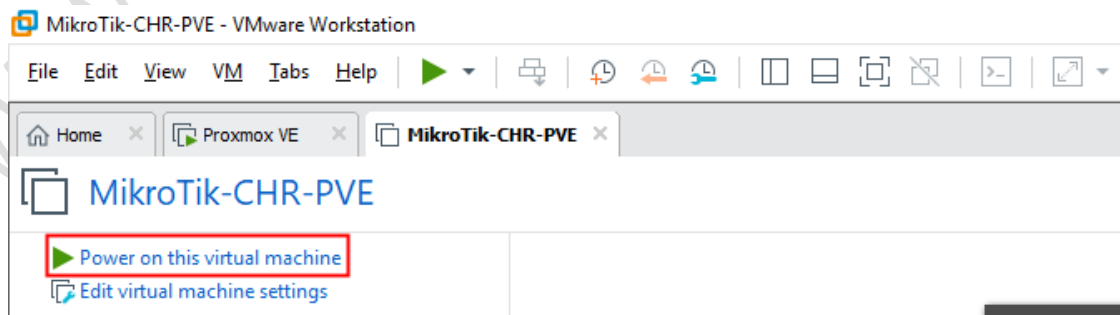 MikroTik-CHR-PVE - VMware Workstation
File Edit View VM Tabs Help
Home Proxmox VE MikroTik-CHR-PVE
MikroTik-CHR-PVE
Power on this virtual machine
Edit virtual machine settings